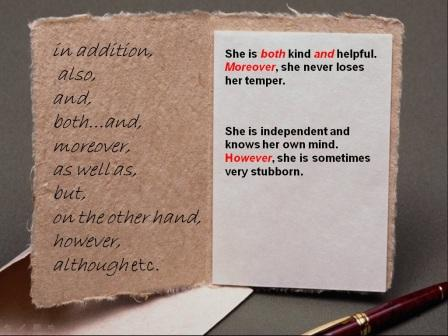 in addition,
also,
and,
both...and,
moreover,
as well as,
but,
on the other hand,
however,
although etc.
She is both kind and helpful.
Moreover, she never loses
her temper.
She is independent and
knows her own mind.
However, she is sometimes
very stubborn.